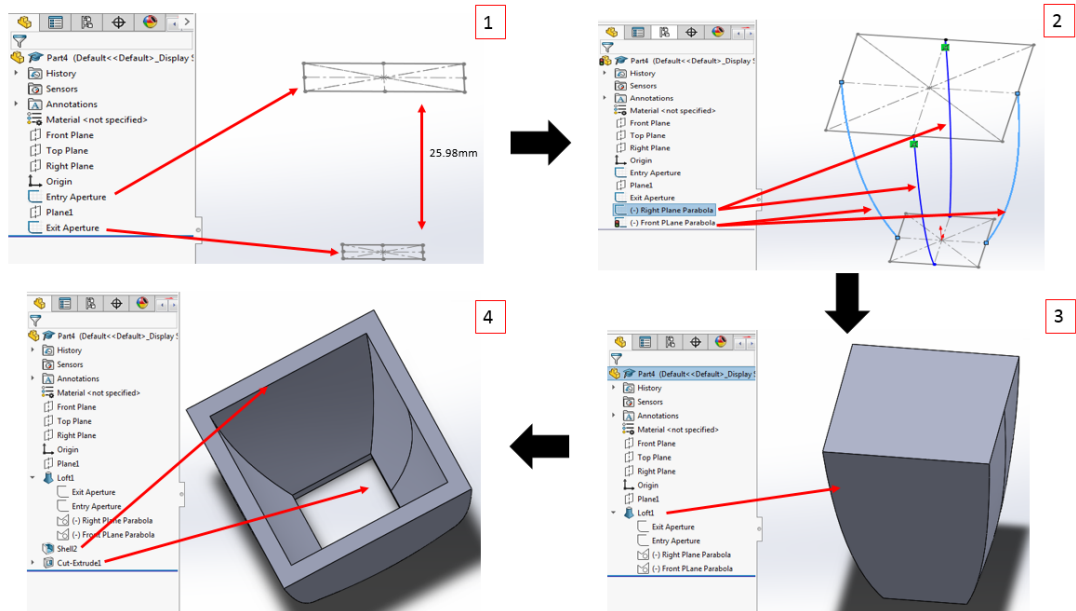 1
Part4 (Default<<Default>_Display S
History
Sensors
Annotations
Material <not specified>
Front Plane
Top Plane
Right Plane
Origin
Entry Aperture
Plane1
Exit Aperture
25.98mm
2
Part4 (Default<<Default>_Display S
History
Sensors
Annotations
Material <not specified>
Front Plane
Top Plane
Right Plane
Origin
Entry Aperture
Plane1
Exit Aperture
(-) Right Plane Parabola
(-) Front PLane Parabola
4
Part4 (Default<<Default>_Display S
History
Sensors
Annotations
Material <not specified>
Front Plane
Top Plane
Right Plane
Origin
Plane1
Loft1
Exit Aperture
Entry Aperture
(-) Right Plane Parabola
(-) Front PLane Parabola
Shell2
Cut-Extrude1
3
Part4 (Default<<Default>_Display S
History
Sensors
Annotations
Material <not specified>
Front Plane
Top Plane
Right Plane
Origin
Plane1
Loft1
Exit Aperture
Entry Aperture
(-) Right Plane Parabola
(-) Front PLane Parabola